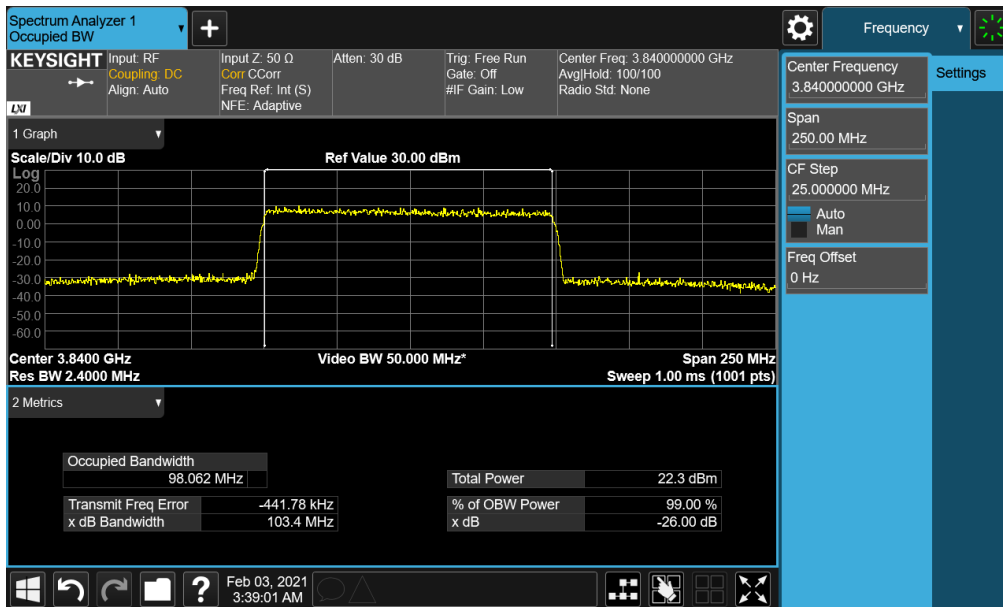 Spectrum Analyzer 1
Occupied BW
+
Frequency
KEYSIGHT
LXI
Input: RF
Coupling: DC
Align: Auto
Input Z: 50 Ω
Corr CCorr
Freq Ref: Int (S)
NFE: Adaptive
Atten: 30 dB
Trig: Free Run
Gate: Off
#IF Gain: Low
Center Freq: 3.840000000 GHz
Avg|Hold: 100/100
Radio Std: None
Center Frequency
3.840000000 GHz
Settings
Span
250.00 MHz
CF Step
25.000000 MHz
Auto
Man
Freq Offset
0 Hz
1 Graph
Scale/Div 10.0 dB
Ref Value 30.00 dBm
Log
20.0
10.0
0.00
-10.0
-20.0
-30.0
-40.0
-50.0
-60.0
Center 3.8400 GHz
Video BW 50.000 MHz*
Span 250 MHz
Res BW 2.4000 MHz
Sweep 1.00 ms (1001 pts)
2 Metrics
Occupied Bandwidth
98.062 MHz
Total Power 22.3 dBm
Transmit Freq Error -441.78 kHz
% of OBW Power 99.00 %
x dB Bandwidth 103.4 MHz
x dB -26.00 dB
?
Feb 03, 2021
3:39:01 AM